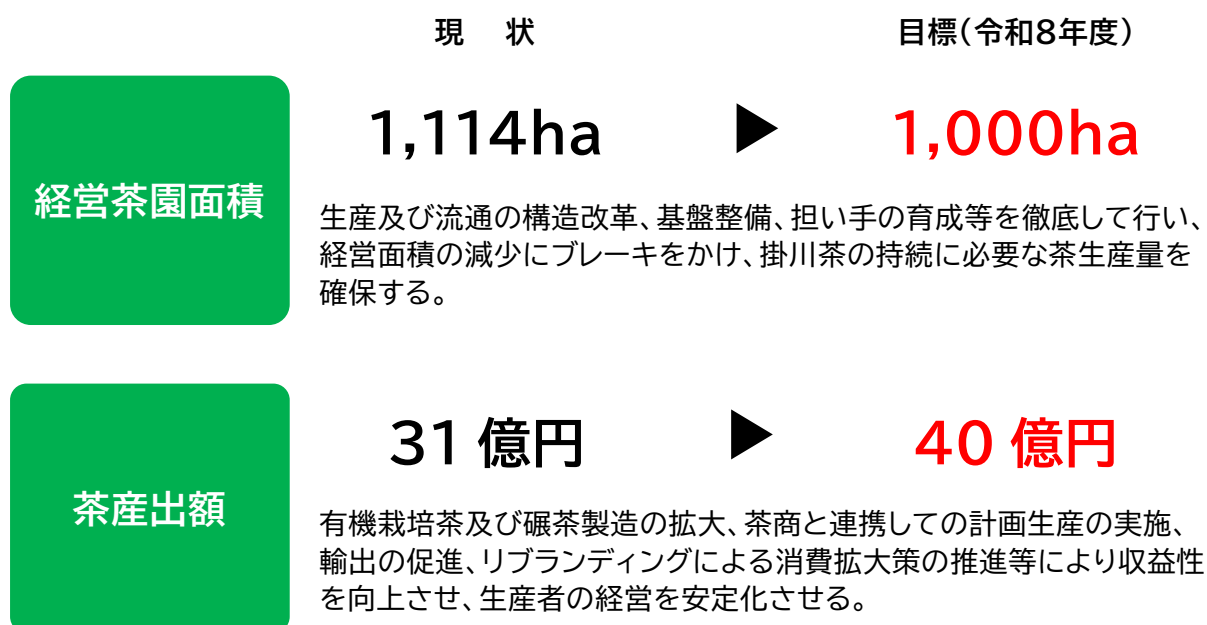 現 状
目標(令和8年度)
経営茶園面積
1,114ha ▶ 1,000ha
生産及び流通の構造改革、基盤整備、担い手の育成等を徹底して行い、
経営面積の減少にブレーキをかけ、掛川茶の持続に必要な茶生産量を
確保する。
茶産出額
31 億円 ▶ 40 億円
有機栽培茶及び碾茶製造の拡大、茶商と連携しての計画生産の実施、
輸出の促進、リブランディングによる消費拡大策の推進等により収益性
を向上させ、生産者の経営を安定化させる。